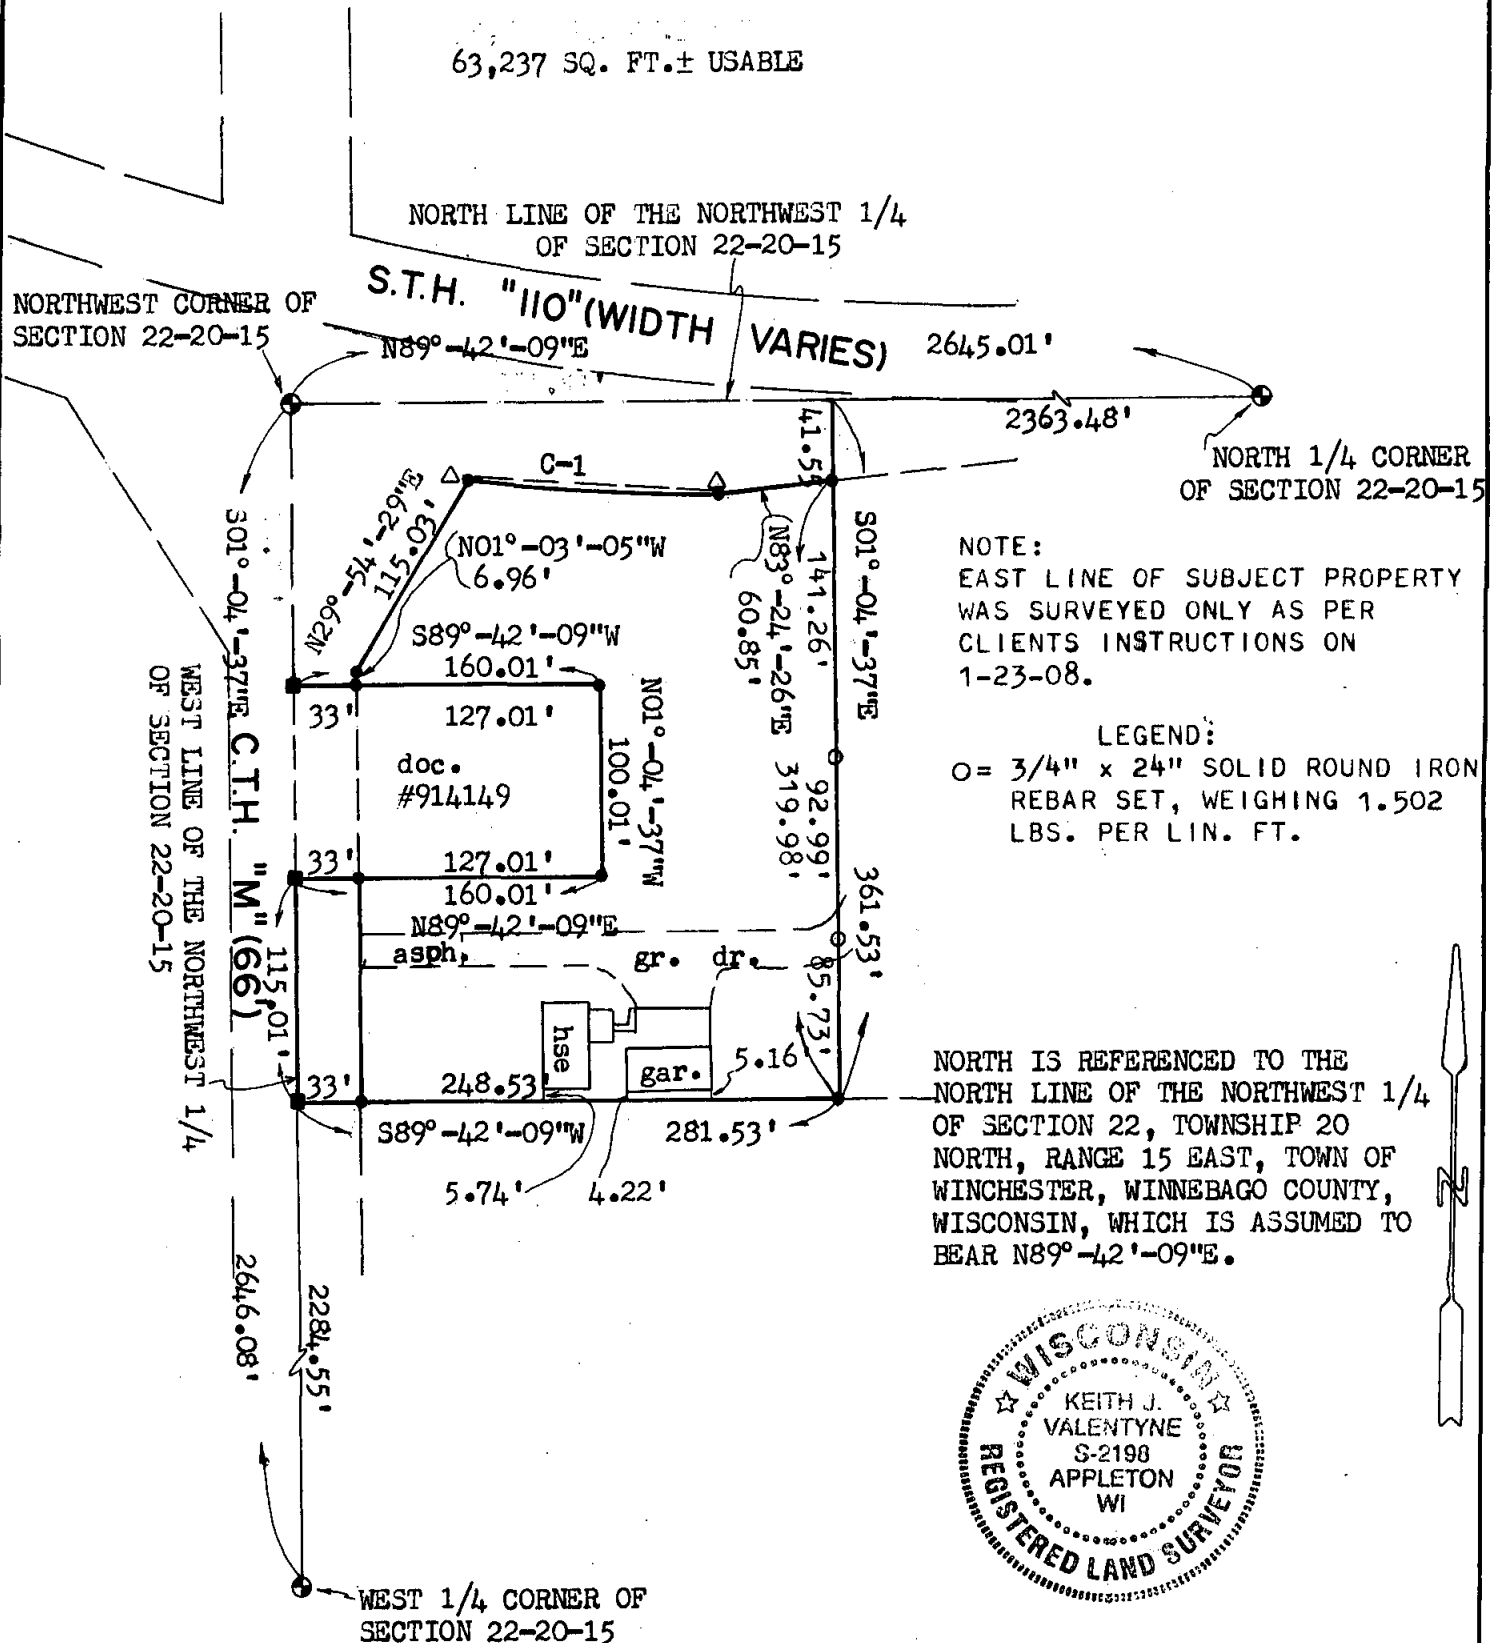 63,237 SQ. FT.± USABLE
NORTH LINE OF THE NORTHWEST 1/4
OF SECTION 22-20-15
S.T.H. "110" (WIDTH VARIES)
NORTHWEST CORNER OF
SECTION 22-20-15
N89°-42'-09"E
2645.01'
2363.48'
NORTH 1/4 CORNER
OF SECTION 22-20-15
41.55'
C-1
N29°-54'-29"E
115.03'
N01°-03'-05"W
6.96'
S89°-42'-09"W
160.01'
33'
127.01'
N83°-24'-26"E
60.85'
141.26'
S01°-04'-37"E
S01°-04'-37"E
NOTE:
EAST LINE OF SUBJECT PROPERTY
WAS SURVEYED ONLY AS PER
CLIENTS INSTRUCTIONS ON
1-23-08.
LEGEND:
O= 3/4" x 24" SOLID ROUND IRON
REBAR SET, WEIGHING 1.502
LBS. PER LIN. FT.
doc.
#914149
N01°-04'-37"W
100.01'
92.99'
319.98'
361.53'
33'
127.01'
160.01'
N89°-42'-09"E
asph.
gr. dr.
85.73'
C.T.H. "M" (66')
WEST LINE OF THE NORTHWEST 1/4
OF SECTION 22-20-15
115.01'
hse
gar.
5.16
33'
248.53'
S89°-42'-09"W
281.53'
5.74'
4.22'
NORTH IS REFERENCED TO THE
NORTH LINE OF THE NORTHWEST 1/4
OF SECTION 22, TOWNSHIP 20
NORTH, RANGE 15 EAST, TOWN OF
WINCHESTER, WINNEBAGO COUNTY,
WISCONSIN, WHICH IS ASSUMED TO
BEAR N89°-42'-09"E.
N
2646.08'
2284.55'
WISCONSIN
KEITH J.
VALENTYNE
S-2198
APPLETON
WI
REGISTERED LAND SURVEYOR
WEST 1/4 CORNER OF
SECTION 22-20-15